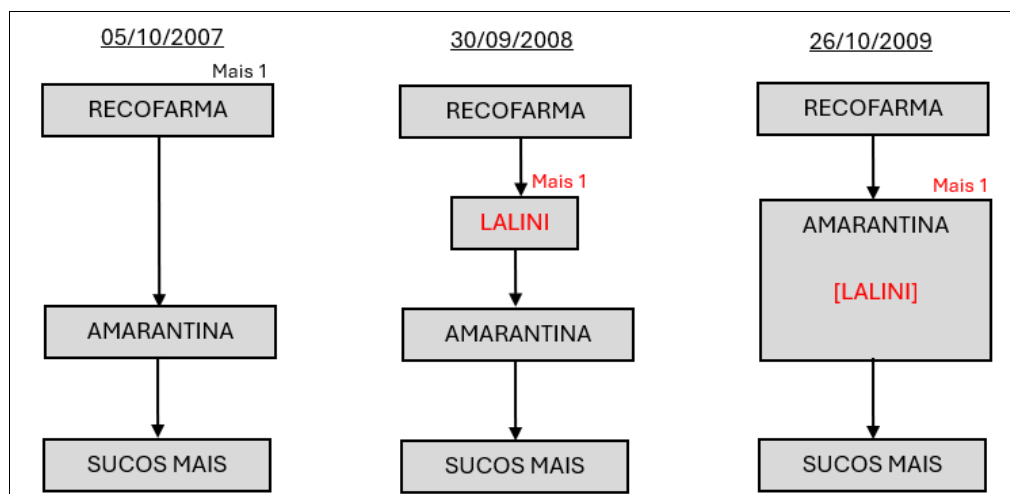 05/10/2007
Mais 1
RECOFARMA
AMARANTINA
SUCOS MAIS
30/09/2008
RECOFARMA
Mais 1
LALINI
AMARANTINA
SUCOS MAIS
26/10/2009
RECOFARMA
Mais 1
AMARANTINA
[LALINI]
SUCOS MAIS